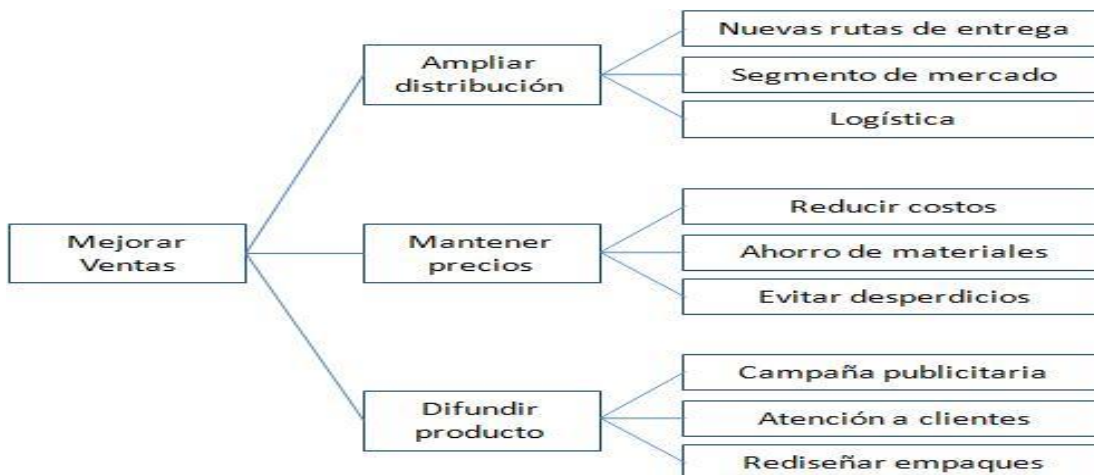 Mejorar
Ventas
Ampliar
distribución
Nuevas rutas de entrega
Segmento de mercado
Logística
Mantener
precios
Reducir costos
Ahorro de materiales
Evitar desperdicios
Difundir
producto
Campaña publicitaria
Atención a clientes
Rediseñar empaques